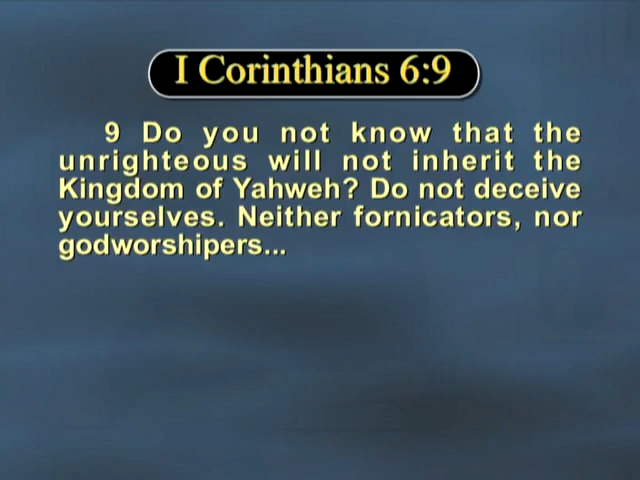 I Corinthians 6:9
9 Do you not know that the
unrighteous will not inherit the
Kingdom of Yahweh? Do not deceive
yourselves. Neither fornicators, nor
godworshipers...